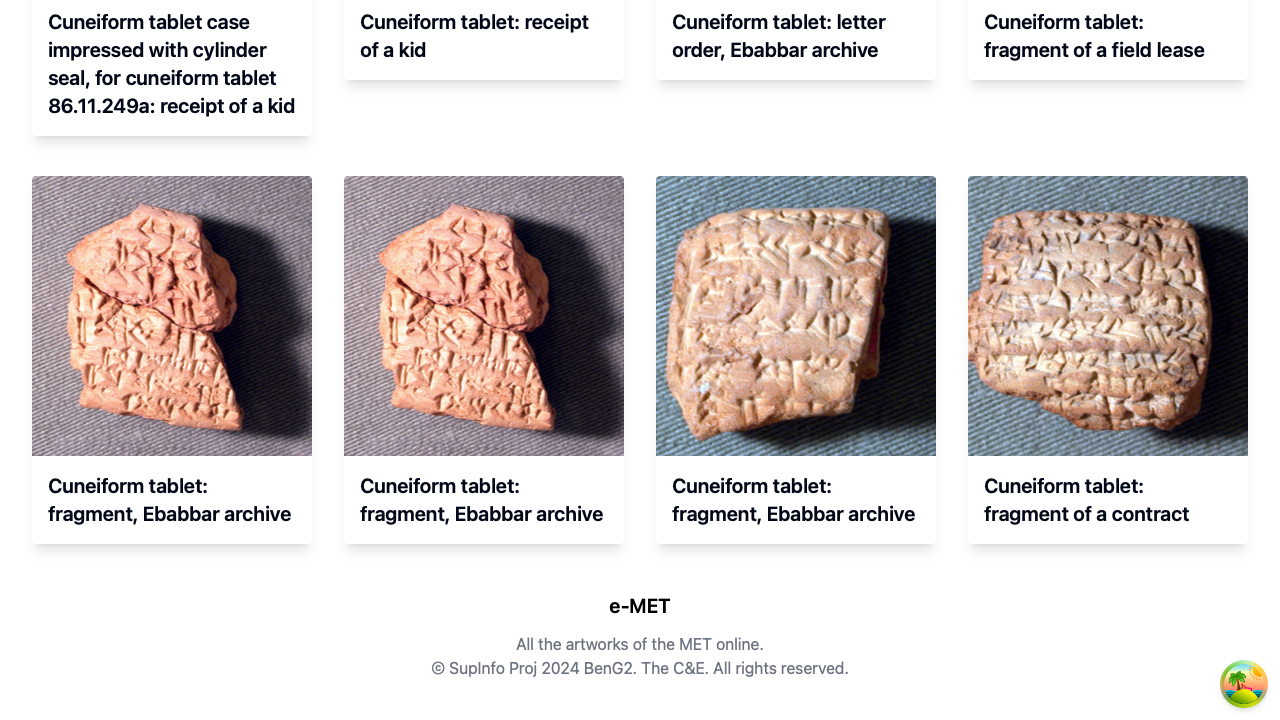 Cuneiform tablet case
impressed with cylinder
seal, for cuneiform tablet
86.11.249a: receipt of a kid
Cuneiform tablet: receipt
of a kid
Cuneiform tablet: letter
order, Ebabbar archive
Cuneiform tablet:
fragment of a field lease
Cuneiform tablet:
fragment, Ebabbar archive
Cuneiform tablet:
fragment, Ebabbar archive
Cuneiform tablet:
fragment, Ebabbar archive
Cuneiform tablet:
fragment of a contract
e-MET
All the artworks of the MET online.
© SupInfo Proj 2024 BenG2. The C&E. All rights reserved.